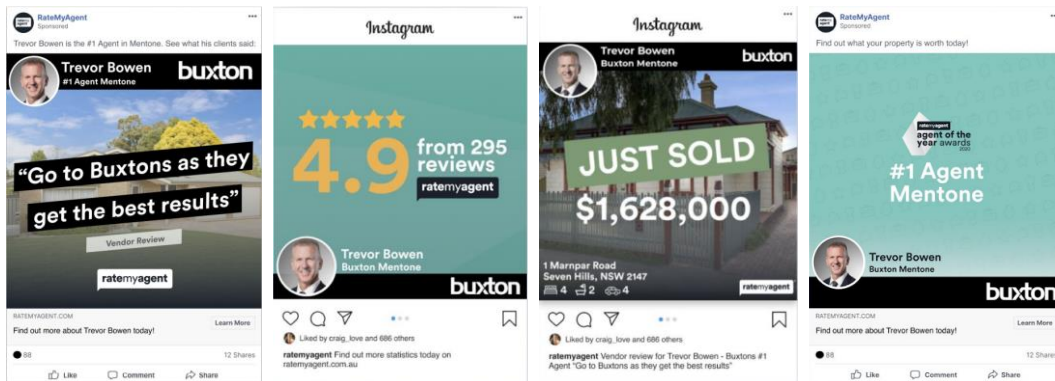 RateMyAgent
Sponsored
Trevor Bowen is the #1 Agent in Mentone. See what his clients said:
Trevor Bowen
#1 Agent Mentone
buxton
“Go to Buxtons as they
get the best results”
Vendor Review
ratemyagent
RATEMYAGENT.COM
Find out more about Trevor Bowen today!
Learn More
88
12 Shares
Like
Comment
Share
Instagram
4.9
from 295
reviews
ratemyagent
Trevor Bowen
Buxton Mentone
buxton
Liked by craig_love and 686 others
ratemyagent Find out more statistics today on
ratemyagent.com.au
Instagram
Trevor Bowen
Buxton Mentone
buxton
JUST SOLD
$1,628,000
1 Marnpar Road
Seven Hills, NSW 2147
4 2 4
ratemyagent
Liked by craig_love and 686 others
ratemyagent Vendor review for Trevor Bowen - Buxtons #1
Agent “Go to Buxtons as they get the best results”
RateMyAgent
Sponsored
Find out what your property is worth today!
ratemyagent
agent of the
year awards
2020
#1 Agent
Mentone
Trevor Bowen
Buxton Mentone
buxton
RATEMYAGENT.COM
Find out more about Trevor Bowen today!
Learn More
88
12 Shares
Like
Comment
Share